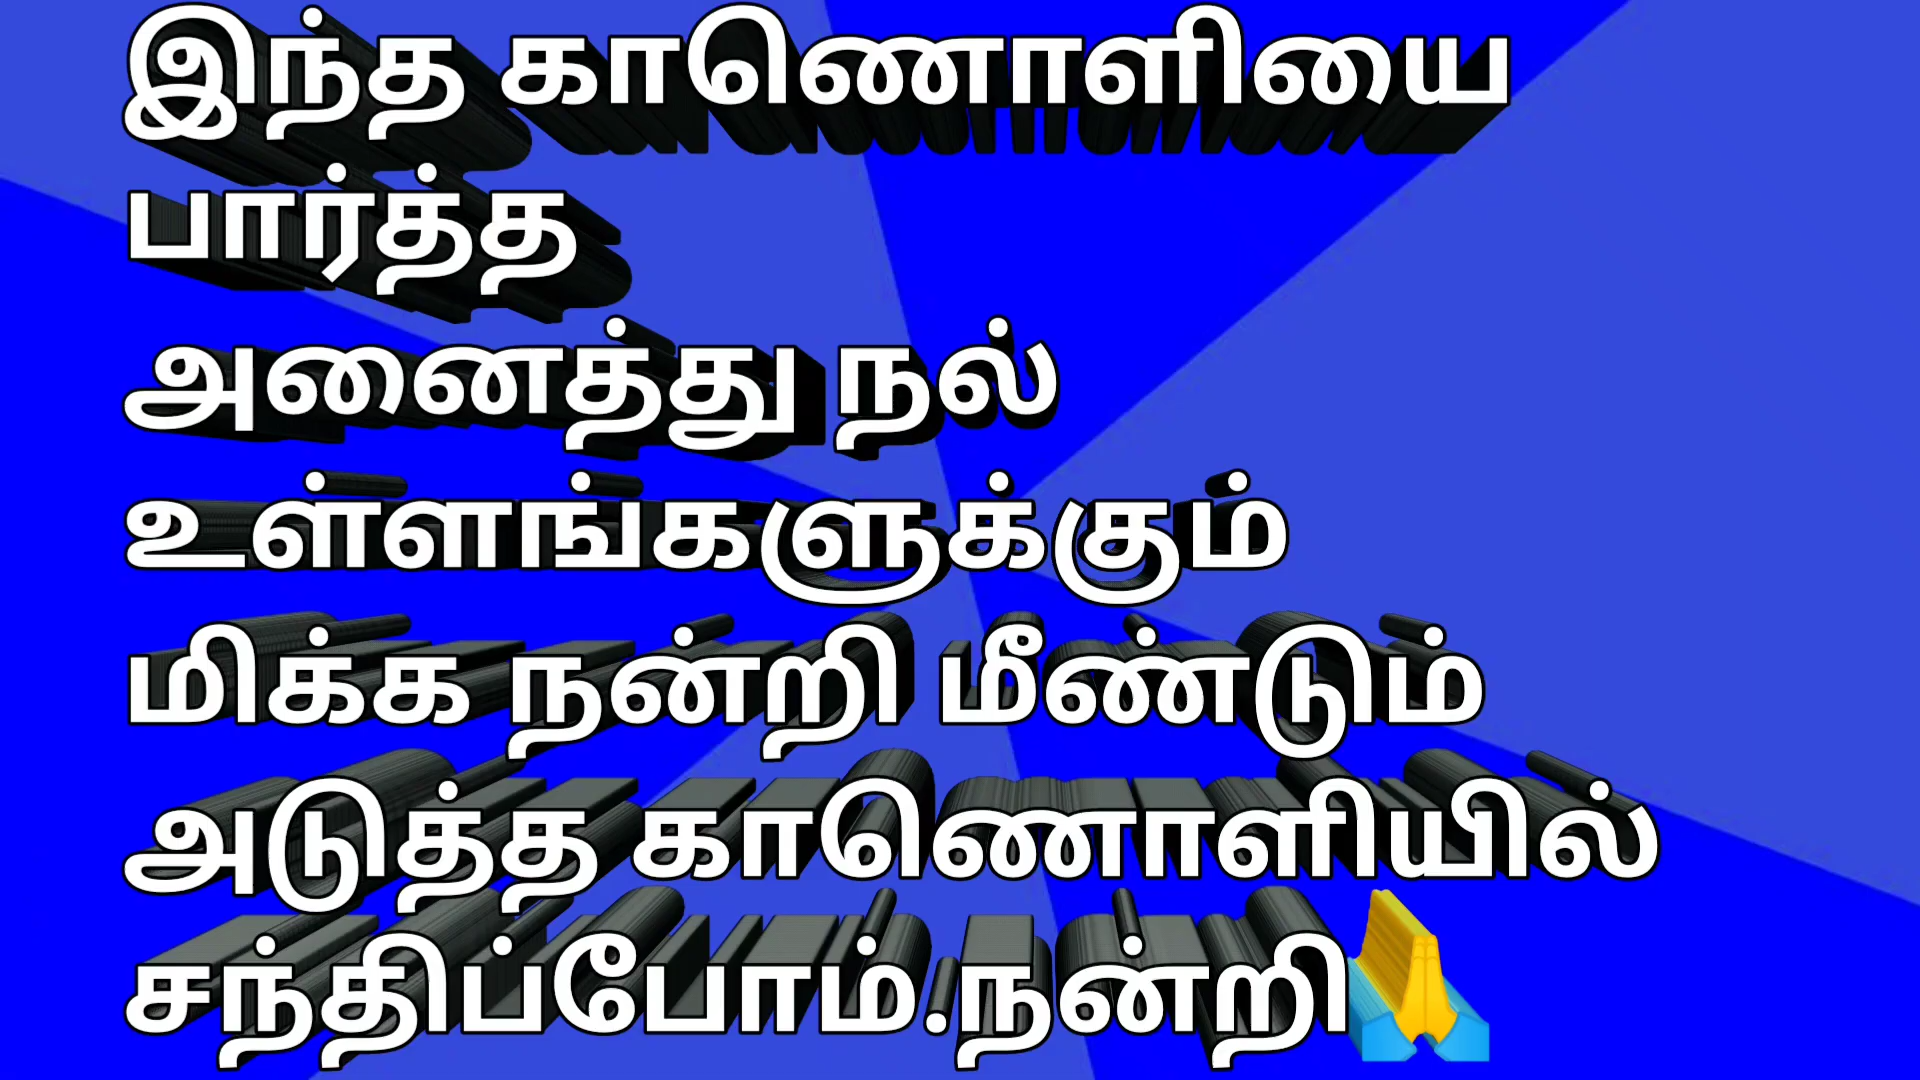 இந்த காணொளியை
பார்த்த
அனைத்து நல்
உள்ளங்களுக்கும்
மிக்க நன்றி மீண்டும்
அடுத்த காணொளியில்
சந்திப்போம்.நன்றி🙏